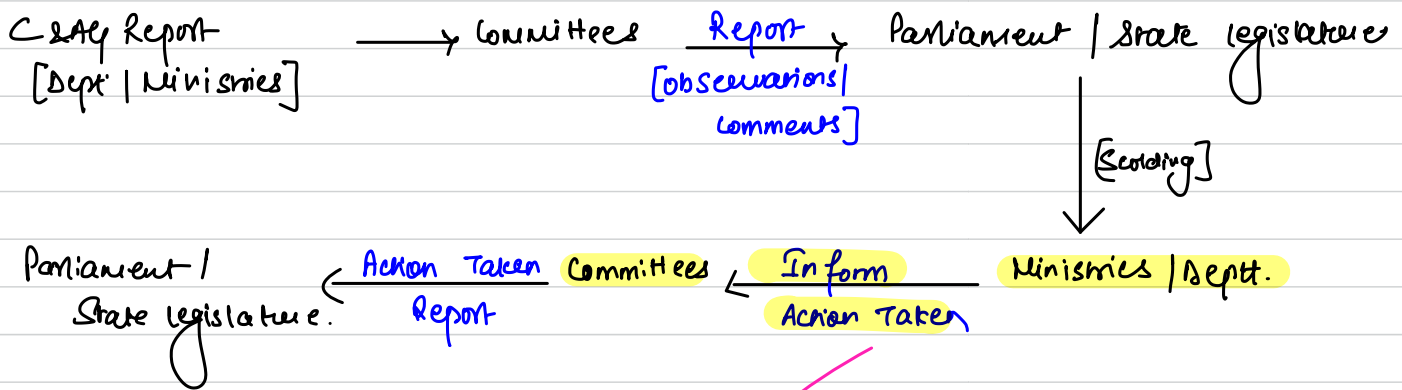 C&AG Report → Committees Report → Parliament / State legislature
[Dept / Ministries] [observations/
comments]
[Scolding]
Parliament / ← Action Taken Committees ← Inform Ministries / Deptt.
State legislature. Report Action Taken